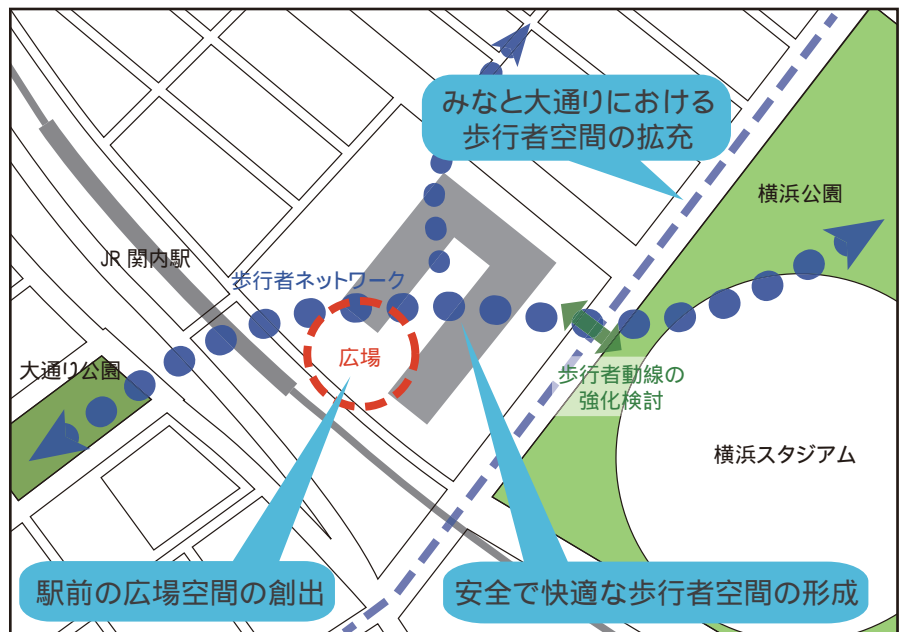 みなと大通りにおける
歩行者空間の拡充
横浜公園
JR 関内駅
歩行者ネットワーク
広場
大通り公園
歩行者動線の
強化検討
横浜スタジアム
駅前の広場空間の創出
安全で快適な歩行者空間の形成